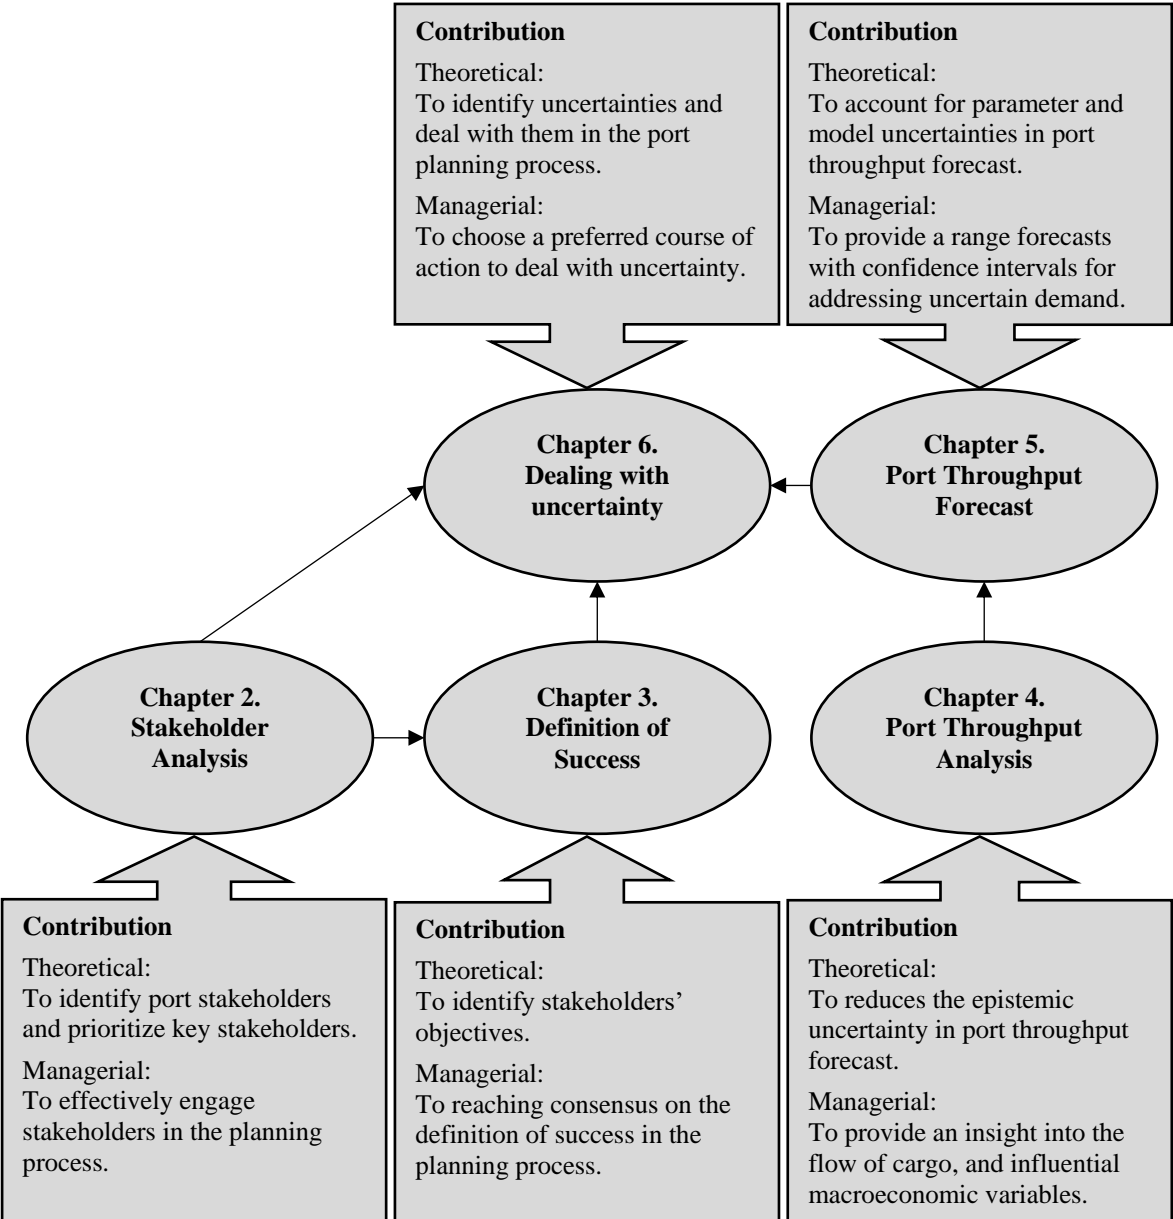 Contribution
Theoretical:
To identify uncertainties and
deal with them in the port
planning process.
Managerial:
To choose a preferred course of
action to deal with uncertainty.
Contribution
Theoretical:
To account for parameter and
model uncertainties in port
throughput forecast.
Managerial:
To provide a range forecasts
with confidence intervals for
addressing uncertain demand.
Chapter 6.
Dealing with
uncertainty
Chapter 5.
Port Throughput
Forecast
Chapter 2.
Stakeholder
Analysis
Chapter 3.
Definition of
Success
Chapter 4.
Port Throughput
Analysis
Contribution
Theoretical:
To identify port stakeholders
and prioritize key stakeholders.
Managerial:
To effectively engage
stakeholders in the planning
process.
Contribution
Theoretical:
To identify stakeholders’
objectives.
Managerial:
To reaching consensus on the
definition of success in the
planning process.
Contribution
Theoretical:
To reduces the epistemic
uncertainty in port throughput
forecast.
Managerial:
To provide an insight into the
flow of cargo, and influential
macroeconomic variables.